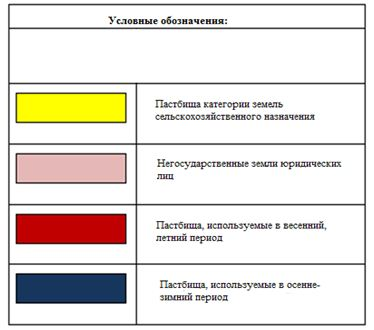 Условные обозначения:
Пастбища категории земель
сельскохозяйственного назначения
Негосударственные земли юридических
лиц
Пастбища, используемые в весенний,
летний период
Пастбища, используемые в осенне-
зимний период